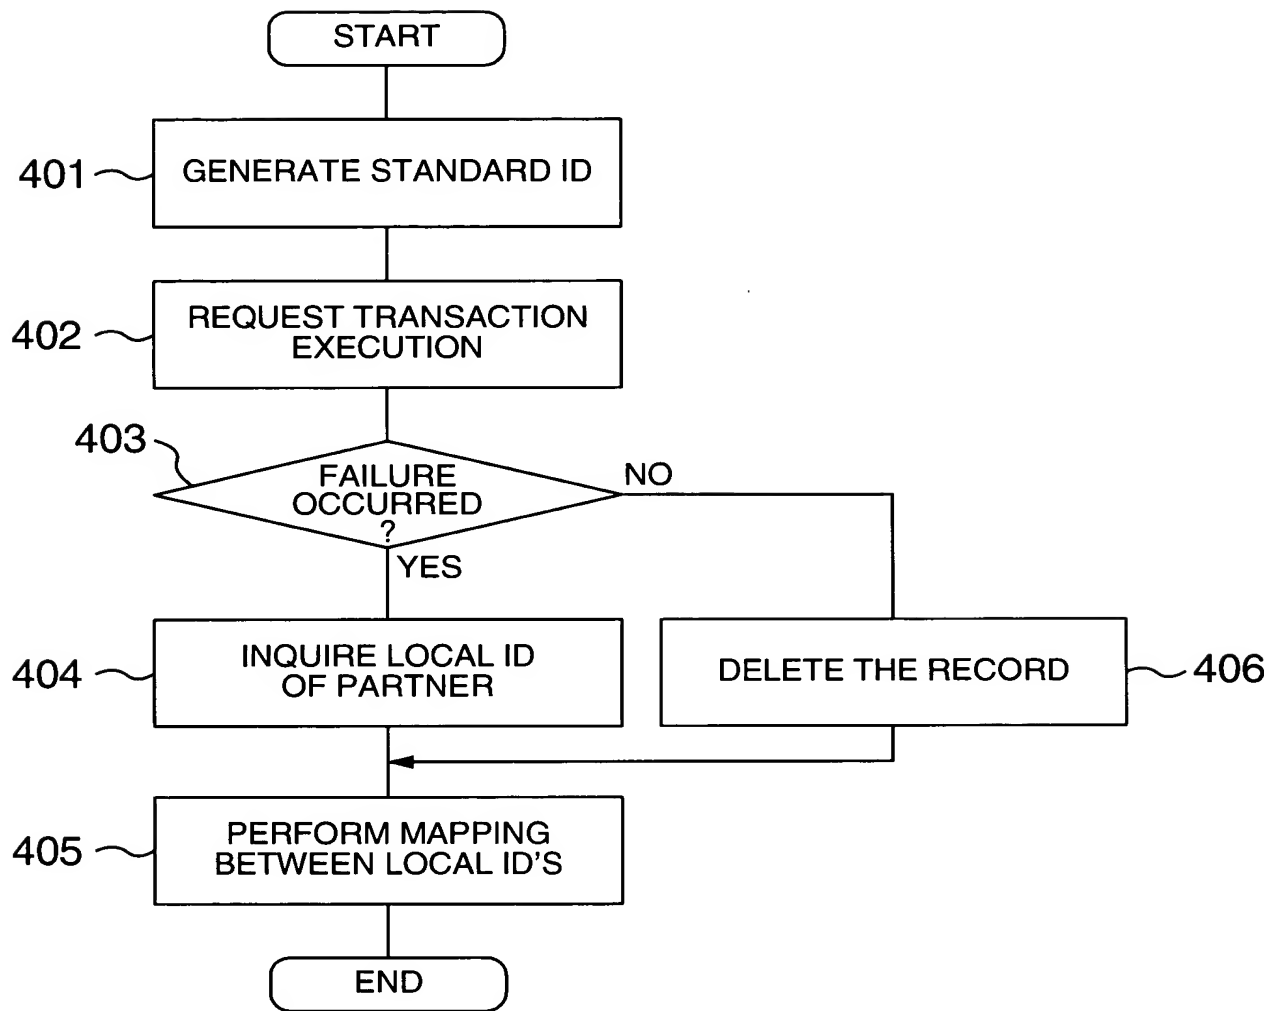 START
401
GENERATE STANDARD ID
402
REQUEST TRANSACTION
EXECUTION
403
FAILURE
OCCURRED
?
NO
YES
404
INQUIRE LOCAL ID
OF PARTNER
DELETE THE RECORD
406
405
PERFORM MAPPING
BETWEEN LOCAL ID'S
END